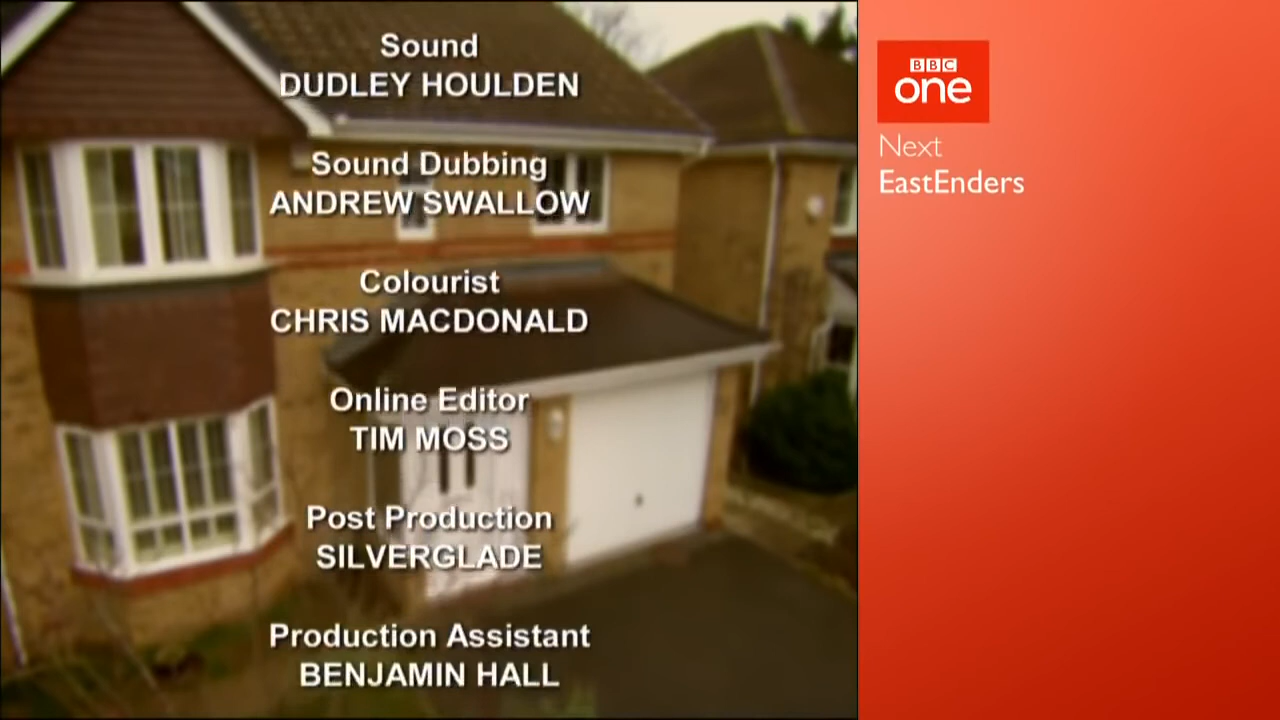 Sound
DUDLEY HOULDEN
Sound Dubbing
ANDREW SWALLOW
Colourist
CHRIS MACDONALD
Online Editor
TIM MOSS
Post Production
SILVERGLADE
Production Assistant
BENJAMIN HALL
BBC
one
Next
EastEnders